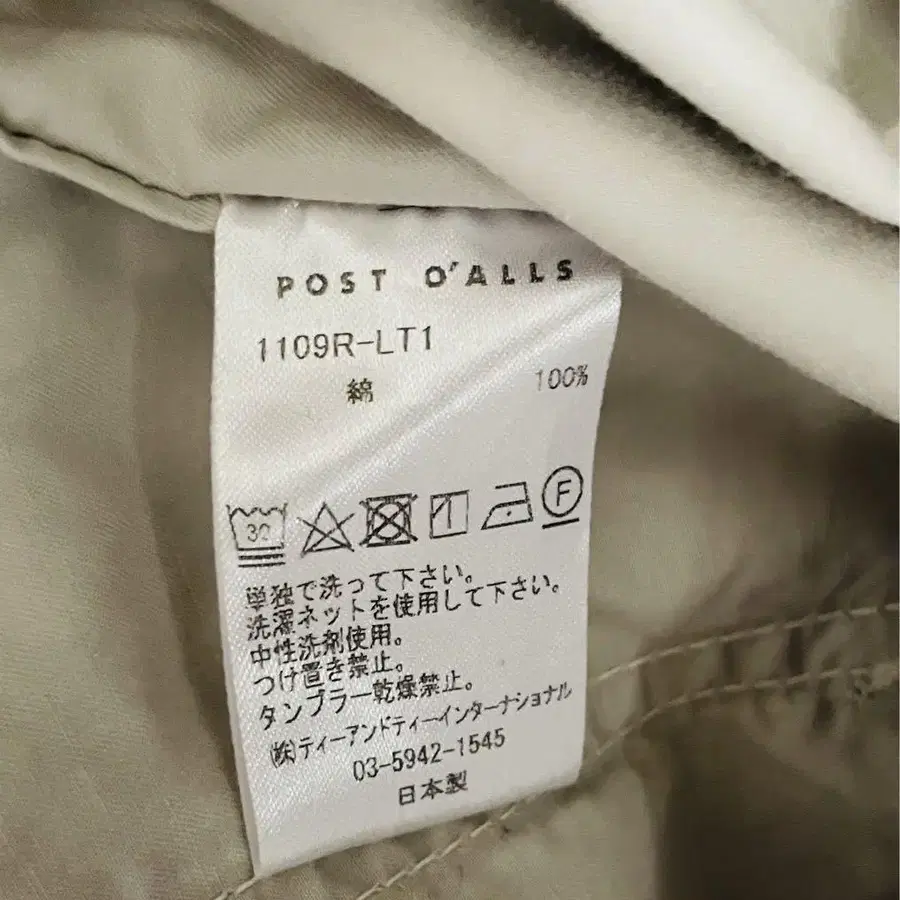 POST O'ALLS
1109R-LT1
綿 100%
30
F
単独で洗って下さい。
洗濯ネットを使用して下さい。
中性洗剤使用。
つけ置き禁止。
タンブラー乾燥禁止。
㈱ティーアンドティーインターナショナル
03-5942-1545
日本製